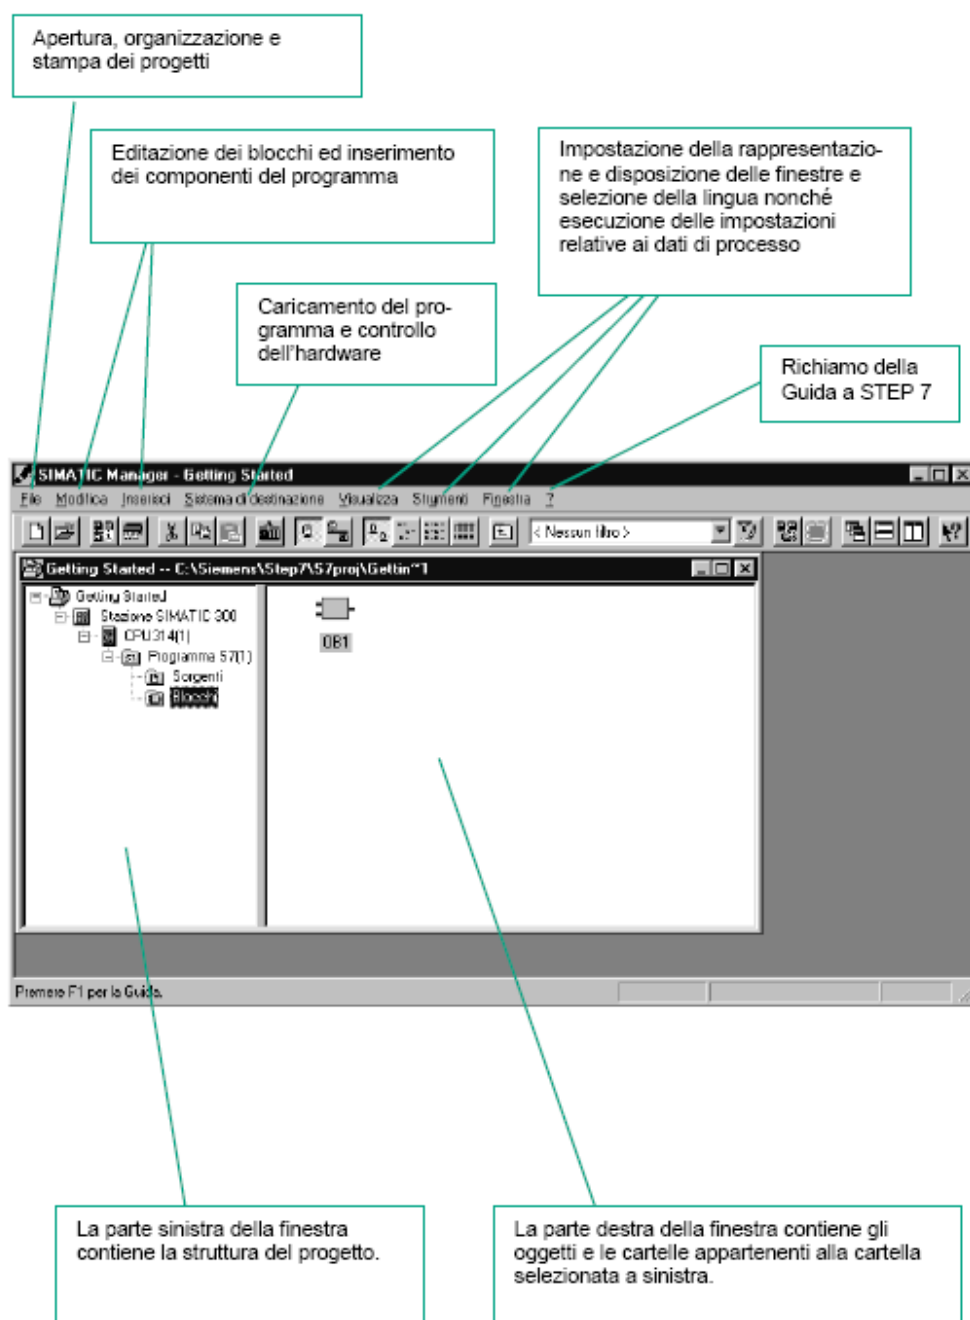 Apertura, organizzazione e
stampa dei progetti
Editazione dei blocchi ed inserimento
dei componenti del programma
Impostazione della rappresentazio-
ne e disposizione delle finestre e
selezione della lingua nonché
esecuzione delle impostazioni
relative ai dati di processo
Caricamento del pro-
gramma e controllo
dell'hardware
Richiamo della
Guida a STEP 7
SIMATIC Manager - Getting Started
File Modifica Inserisci Sistema di destinazione Visualizza Strumenti Finestra ?
< Nessun filtro >
Getting Started -- C:\Siemens\Step7\S7proj\Gettin~1
Getting Started
Stazione SIMATIC 300
CPU314(1)
Programma S7(1)
Sorgenti
Blocchi
OB1
Premere F1 per la Guida.
La parte sinistra della finestra
contiene la struttura del progetto.
La parte destra della finestra contiene gli
oggetti e le cartelle appartenenti alla cartella
selezionata a sinistra.